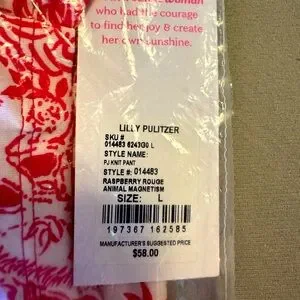 woman
who had the courage
to find her joy & create
her own sunshine.
LILLY PULITZER
SKU #
014483 6243G0 L
STYLE NAME:
PJ KNIT PANT
STYLE #: 014483
RASPBERRY ROUGE
ANIMAL MAGNETISM
SIZE: L
197367 162585
MANUFACTURER'S SUGGESTED PRICE
$58.00